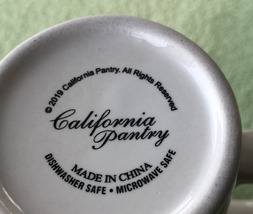 ©2019 California Pantry. All Rights Reserved
California
Pantry
MADE IN CHINA
DISHWASHER SAFE • MICROWAVE SAFE